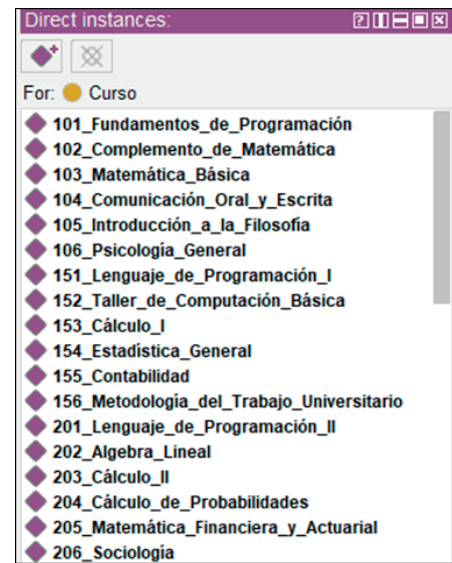 Direct instances:
For: Curso
101_Fundamentos_de_Programación
102_Complemento_de_Matemática
103_Matemática_Básica
104_Comunicación_Oral_y_Escrita
105_Introducción_a_la_Filosofía
106_Psicología_General
151_Lenguaje_de_Programación_I
152_Taller_de_Computación_Básica
153_Cálculo_I
154_Estadística_General
155_Contabilidad
156_Metodología_del_Trabajo_Universitario
201_Lenguaje_de_Programación_II
202_Algebra_Lineal
203_Cálculo_II
204_Cálculo_de_Probabilidades
205_Matemática_Financiera_y_Actuarial
206_Sociología